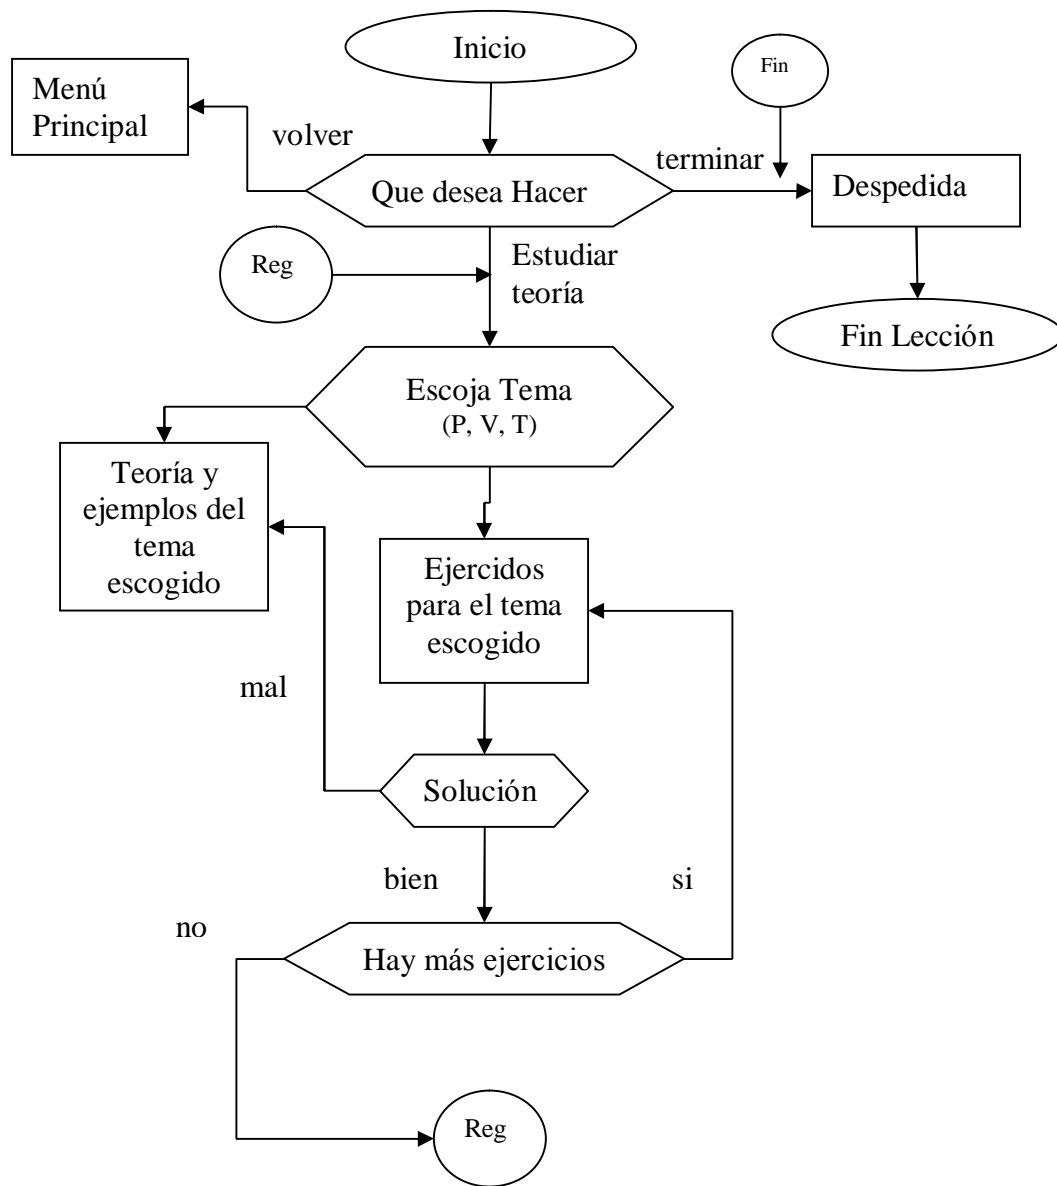 Inicio
Fin
Menú
Principal
volver
terminar
Que desea Hacer
Despedida
Reg
Estudiar
teoría
Fin Lección
Escoja Tema
(P, V, T)
Teoría y
ejemplos del
tema
escogido
Ejercidos
para el tema
escogido
mal
Solución
bien
si
no
Hay más ejercicios
Reg